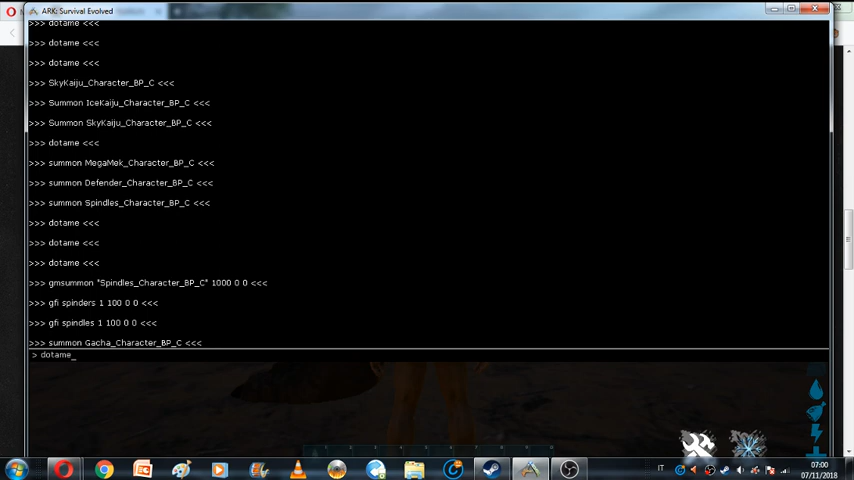 ARK: Survival Evolved
>>> dotame <<<
>>> dotame <<<
>>> dotame <<<
>>> SkyKaiju_Character_BP_C <<<
>>> Summon IceKaiju_Character_BP_C <<<
>>> Summon SkyKaiju_Character_BP_C <<<
>>> dotame <<<
>>> summon MegaMek_Character_BP_C <<<
>>> summon Defender_Character_BP_C <<<
>>> summon Spindles_Character_BP_C <<<
>>> dotame <<<
>>> dotame <<<
>>> dotame <<<
>>> gmsummon "Spindles_Character_BP_C" 1000 0 0 <<<
>>> gfi spinders 1 100 0 0 <<<
>>> gfi spindles 1 100 0 0 <<<
>>> summon Gacha_Character_BP_C <<<
> dotame_
IT
07:00
07/11/2018